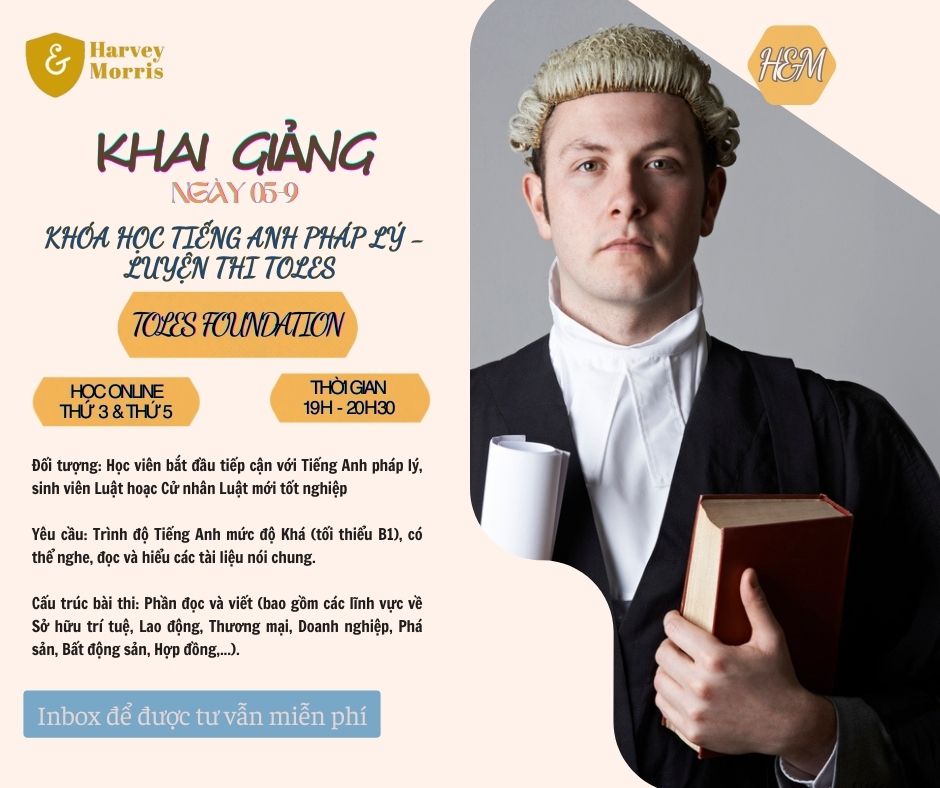 Harvey
Morris
H&M
KHAI GIẢNG
NGÀY 05-9
KHÓA HỌC TIẾNG ANH PHÁP LÝ –
LUYỆN THI TOLES
TOLES FOUNDATION
HỌC ONLINE
THỨ 3 & THỨ 5
THỜI GIAN
19H - 20H30
Đối tượng: Học viên bắt đầu tiếp cận với Tiếng Anh pháp lý,
sinh viên Luật hoạc Cử nhân Luật mới tốt nghiệp
Yêu cầu: Trình độ Tiếng Anh mức độ Khá (tối thiểu B1), có
thể nghe, đọc và hiểu các tài liệu nói chung.
Cấu trúc bài thi: Phần đọc và viết (bao gồm các lĩnh vực về
Sở hữu trí tuệ, Lao động, Thương mại, Doanh nghiệp, Phá
sản, Bất động sản, Hợp đồng,...).
Inbox để được tư vấn miễn phí